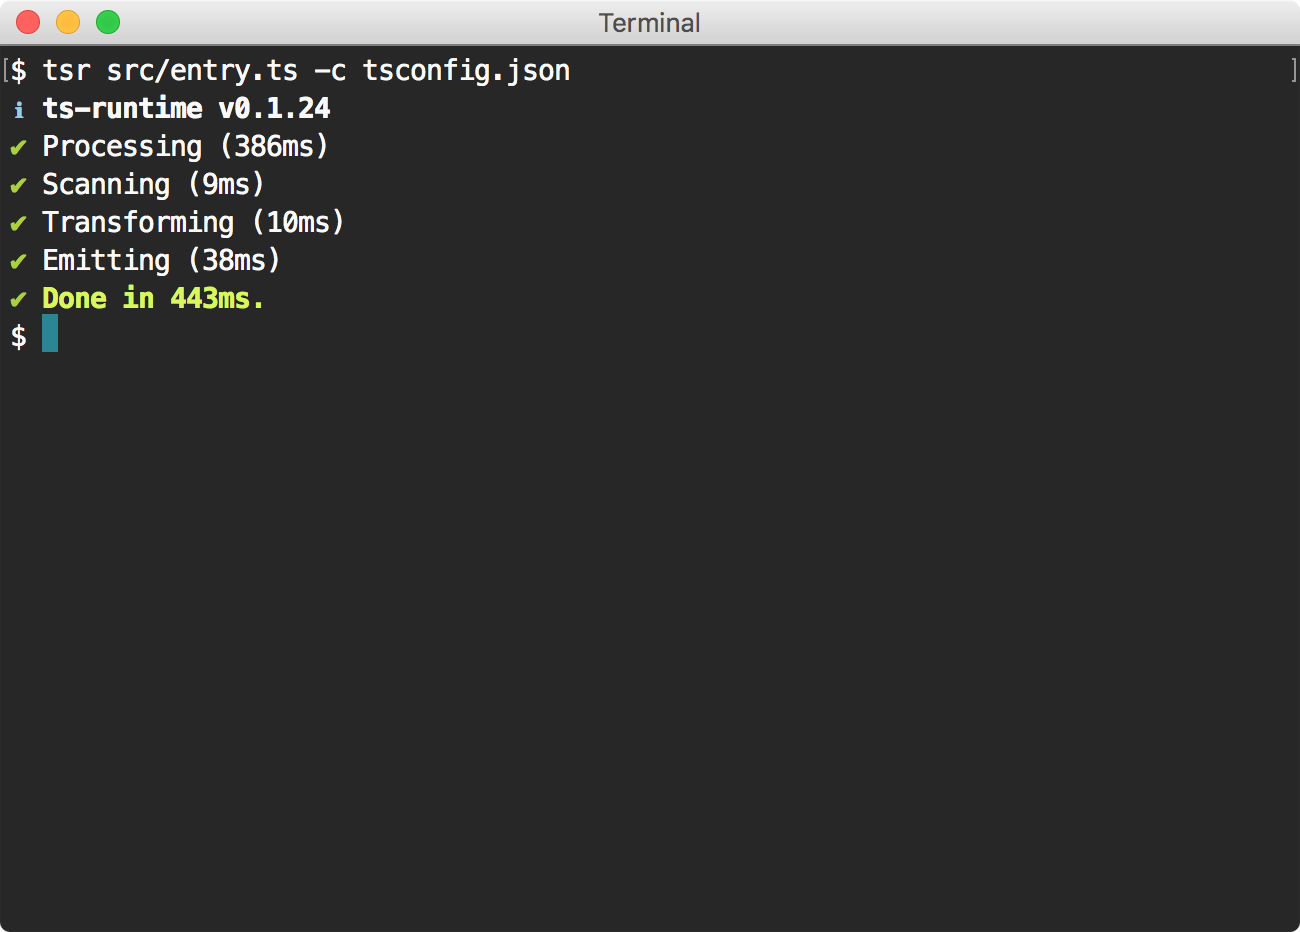 Terminal
[$ tsr src/entry.ts -c tsconfig.json ]
ℹ ts-runtime v0.1.24
✔ Processing (386ms)
✔ Scanning (9ms)
✔ Transforming (10ms)
✔ Emitting (38ms)
✔ Done in 443ms.
$